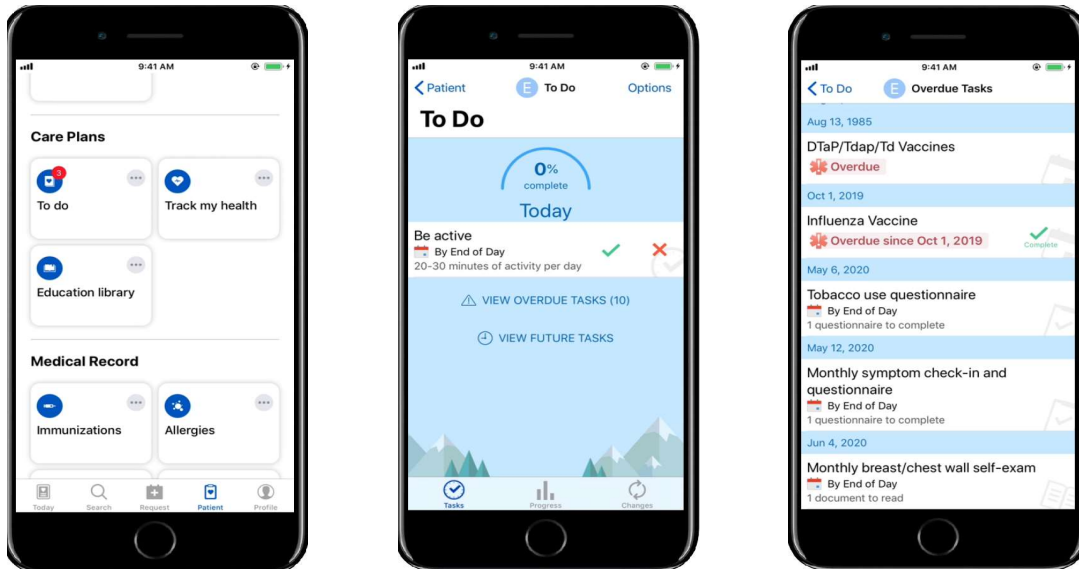 9:41 AM
Care Plans
3
To do
Track my health
Education library
Medical Record
Immunizations
Allergies
Today
Search
Request
Patient
Profile
9:41 AM
Patient
E
To Do
Options
To Do
0%
complete
Today
Be active
By End of Day
20-30 minutes of activity per day
VIEW OVERDUE TASKS (10)
VIEW FUTURE TASKS
Tasks
Progress
Changes
9:41 AM
To Do
E
Overdue Tasks
Aug 13, 1985
DTaP/Tdap/Td Vaccines
Overdue
Oct 1, 2019
Influenza Vaccine
Overdue since Oct 1, 2019
Complete
May 6, 2020
Tobacco use questionnaire
By End of Day
1 questionnaire to complete
May 12, 2020
Monthly symptom check-in and
questionnaire
By End of Day
1 questionnaire to complete
Jun 4, 2020
Monthly breast/chest wall self-exam
By End of Day
1 document to read